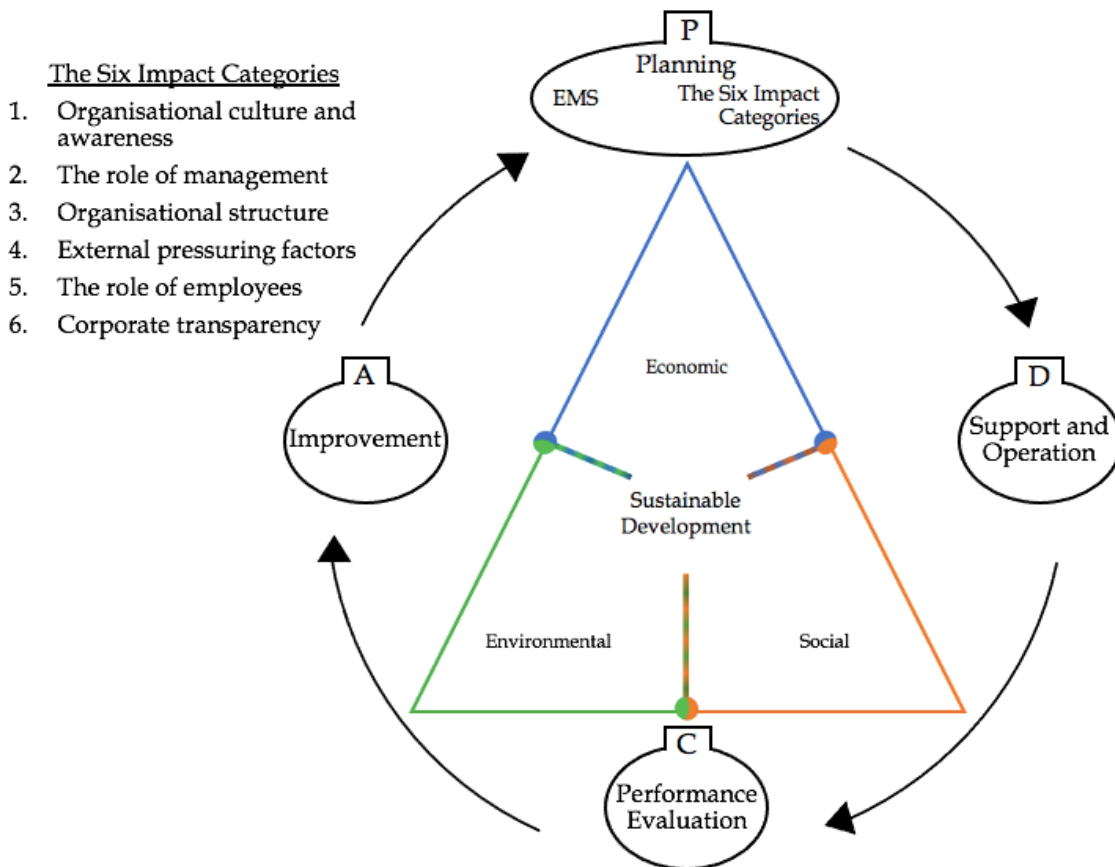 The Six Impact Categories
1. Organisational culture and
awareness
2. The role of management
3. Organisational structure
4. External pressuring factors
5. The role of employees
6. Corporate transparency
P
Planning
EMS
The Six Impact
Categories
A
Improvement
D
Support and
Operation
Economic
Sustainable
Development
Environmental
Social
C
Performance
Evaluation